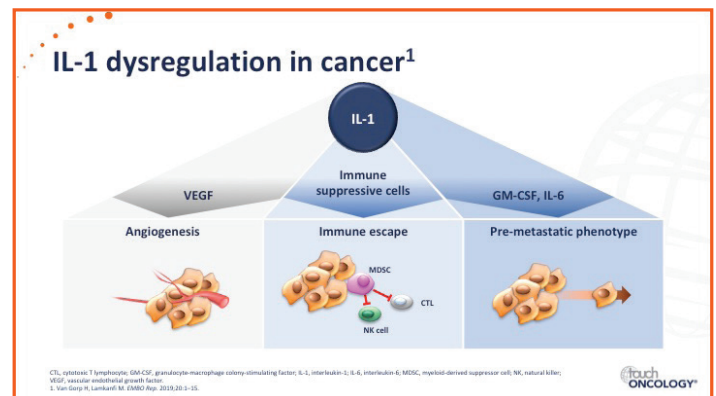 IL-1 dysregulation in cancer1
IL-1
VEGF
Immune
suppressive cells
GM-CSF, IL-6
Angiogenesis
Immune escape
Pre-metastatic phenotype
MDSC
CTL
NK cell
CTL, cytotoxic T lymphocyte; GM-CSF, granulocyte-macrophage colony-stimulating factor; IL-1, interleukin-1; IL-6, interleukin-6; MDSC, myeloid-derived suppressor cell; NK, natural killer;
VEGF, vascular endothelial growth factor.
1. Van Gorp H, Lamkanfi M. EMBO Rep. 2019;20:1–15.
touch
ONCOLOGY®